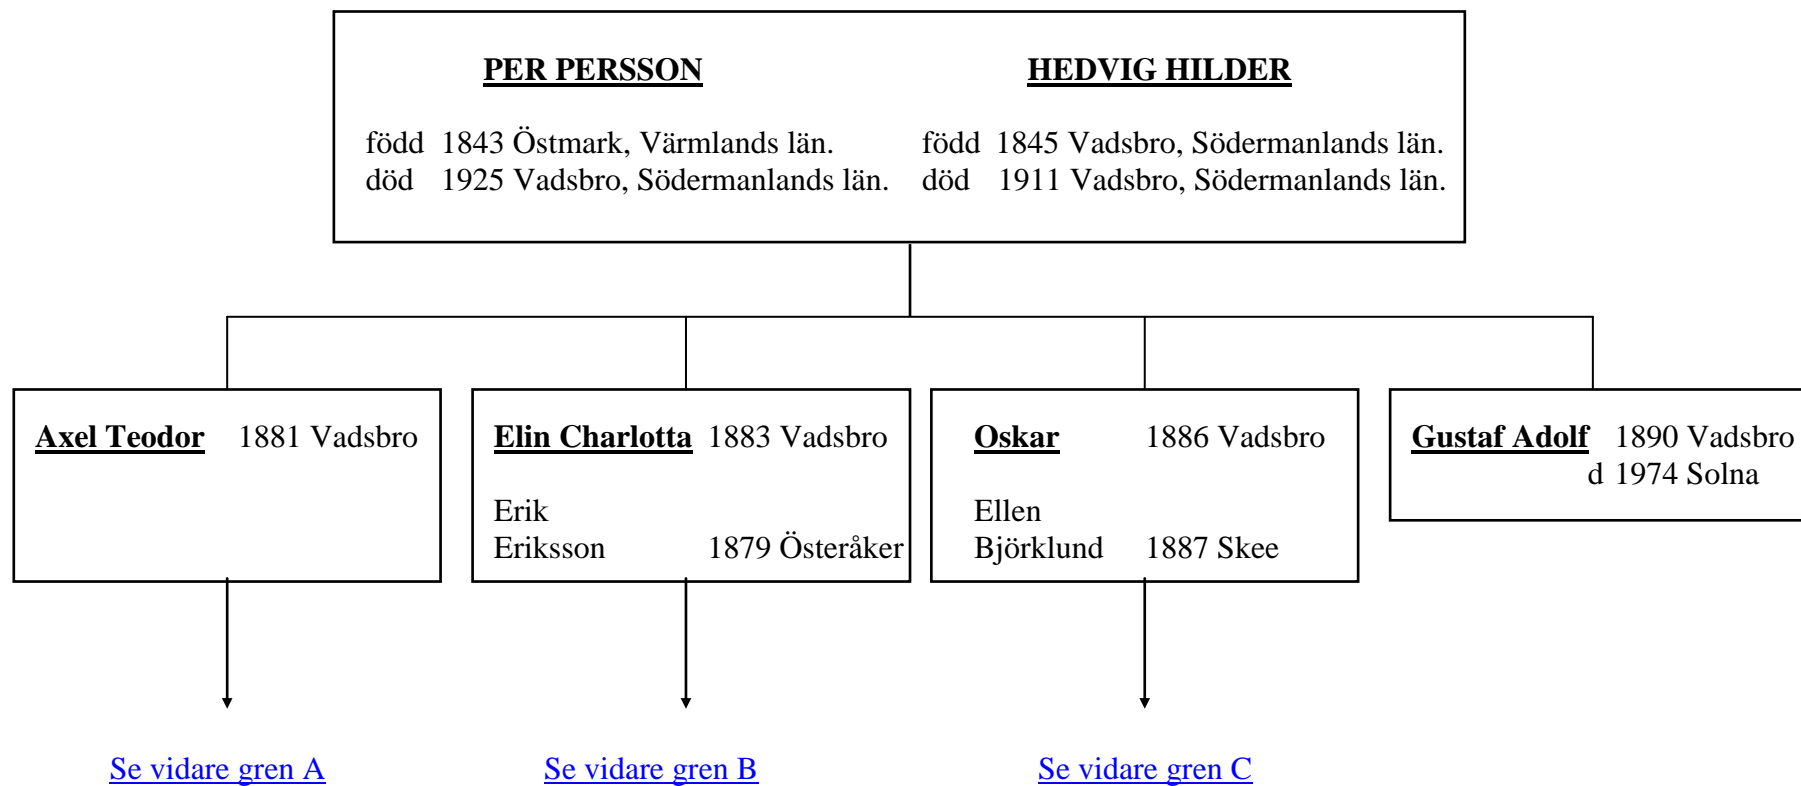 PER PERSSON HEDVIG HILDER
född 1843 Östmark, Värmlands län. född 1845 Vadsbro, Södermanlands län.
död 1925 Vadsbro, Södermanlands län. död 1911 Vadsbro, Södermanlands län.
Axel Teodor 1881 Vadsbro
Elin Charlotta 1883 Vadsbro
Erik
Eriksson 1879 Österåker
Oskar 1886 Vadsbro
Ellen
Björklund 1887 Skee
Gustaf Adolf 1890 Vadsbro
d 1974 Solna
Se vidare gren A
Se vidare gren B
Se vidare gren C